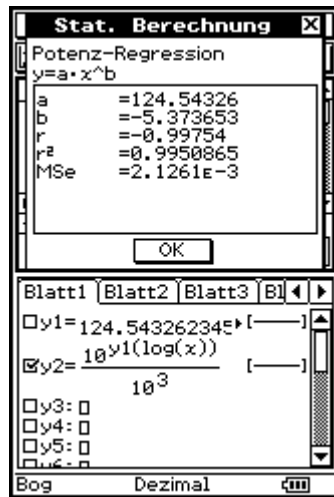 Stat. Berechnung
Potenz-Regression
y=a·x^b
a =124.54326
b =-5.373653
r =-0.99754
r² =0.9950865
MSe =2.1261E-3
OK
Blatt1 Blatt2 Blatt3 Bl
y1=124.543262345
y2=10^y1(log(x))/10^3
y3:
y4:
y5:
Bog Dezimal